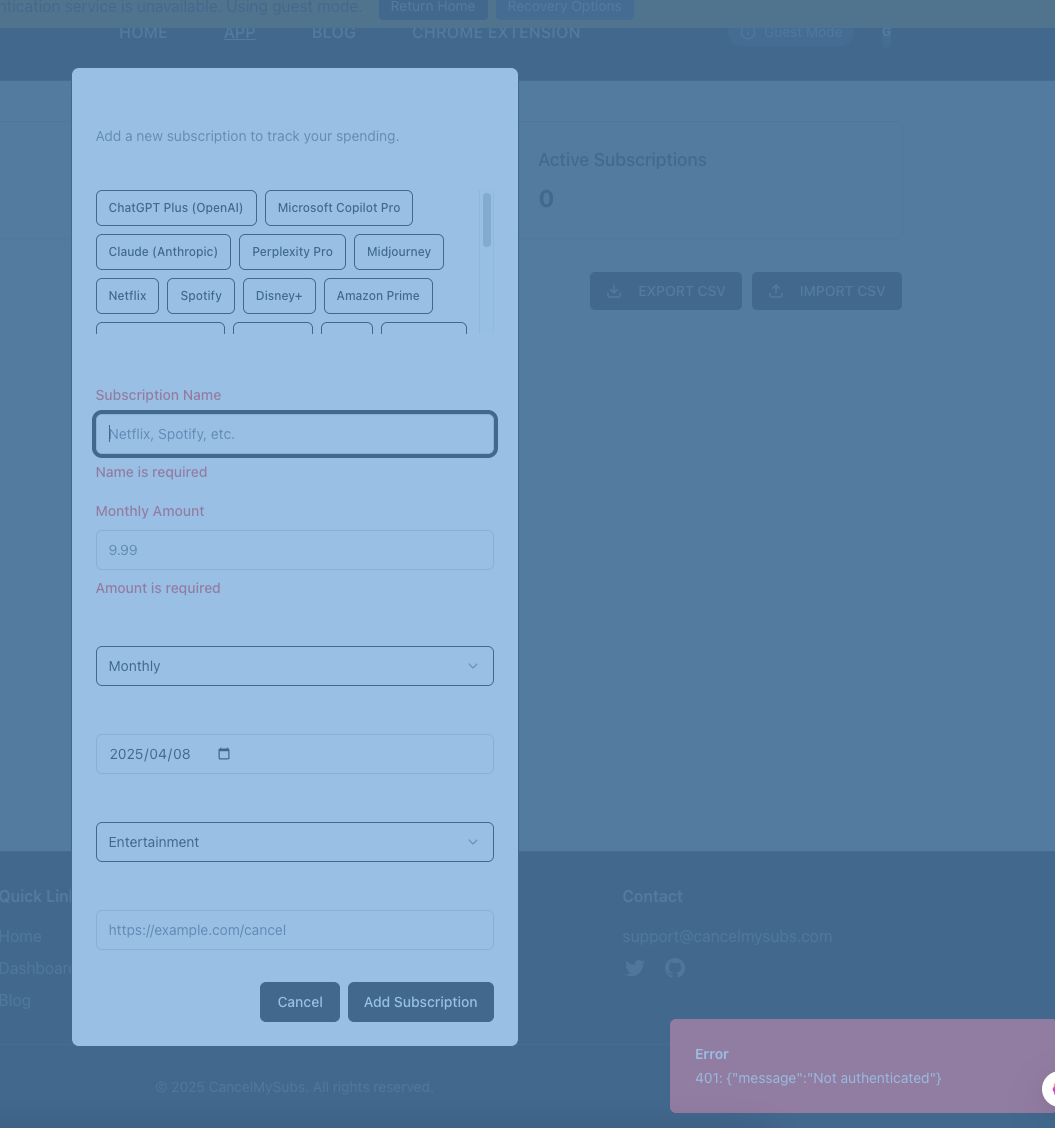 ntication service is unavailable. Using guest mode. Return Home Recovery Options
HOME APP BLOG CHROME EXTENSION Guest Mode G
Add a new subscription to track your spending.
ChatGPT Plus (OpenAI) Microsoft Copilot Pro
Claude (Anthropic) Perplexity Pro Midjourney
Netflix Spotify Disney+ Amazon Prime
Active Subscriptions
0
EXPORT CSV IMPORT CSV
Subscription Name
Netflix, Spotify, etc.
Name is required
Monthly Amount
9.99
Amount is required
Monthly
2025/04/08
Entertainment
https://example.com/cancel
Cancel Add Subscription
Quick Lin
Home
Dashboar
Blog
Contact
support@cancelmysubs.com
© 2025 CancelMySubs. All rights reserved.
Error
401: {"message":"Not authenticated"}